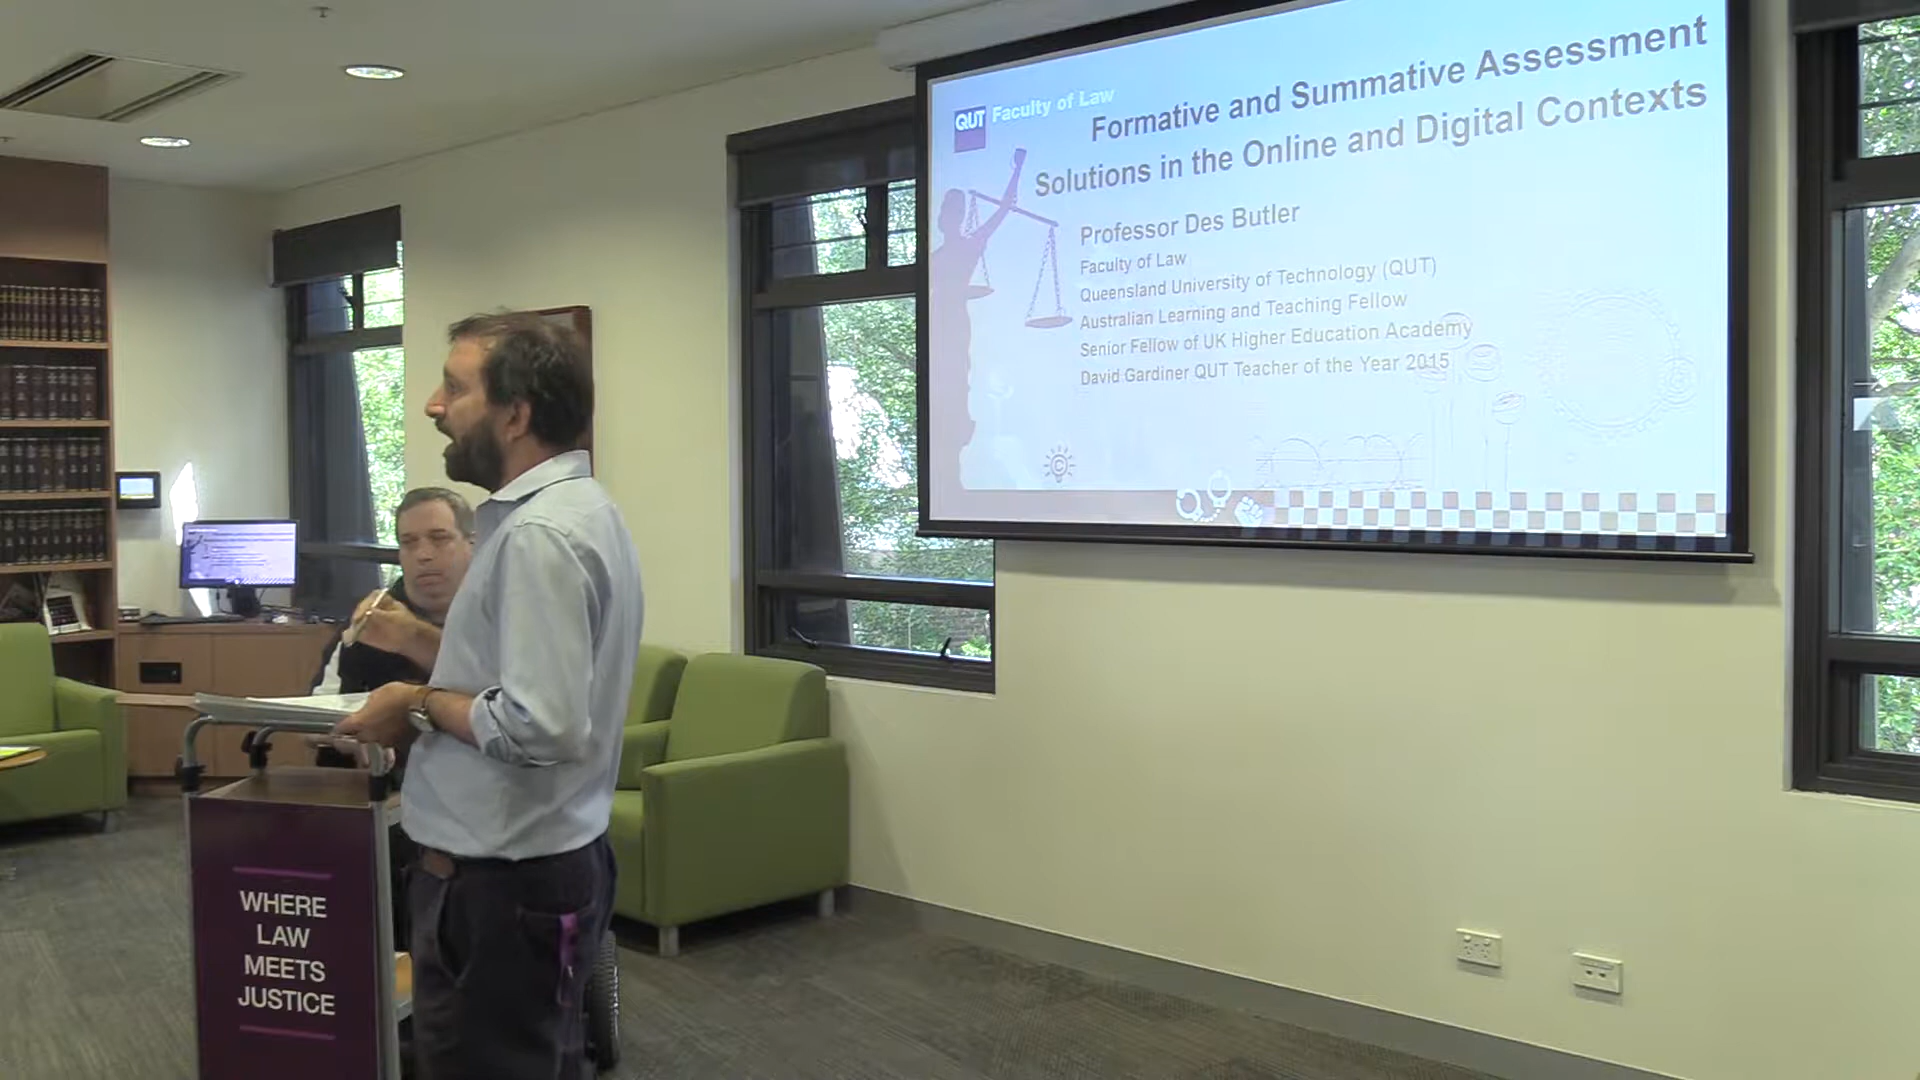 QUT Faculty of Law
Formative and Summative Assessment
Solutions in the Online and Digital Contexts
Professor Des Butler
Faculty of Law
Queensland University of Technology (QUT)
Australian Learning and Teaching Fellow
Senior Fellow of UK Higher Education Academy
David Gardiner QUT Teacher of the Year 2015
WHERE
LAW
MEETS
JUSTICE